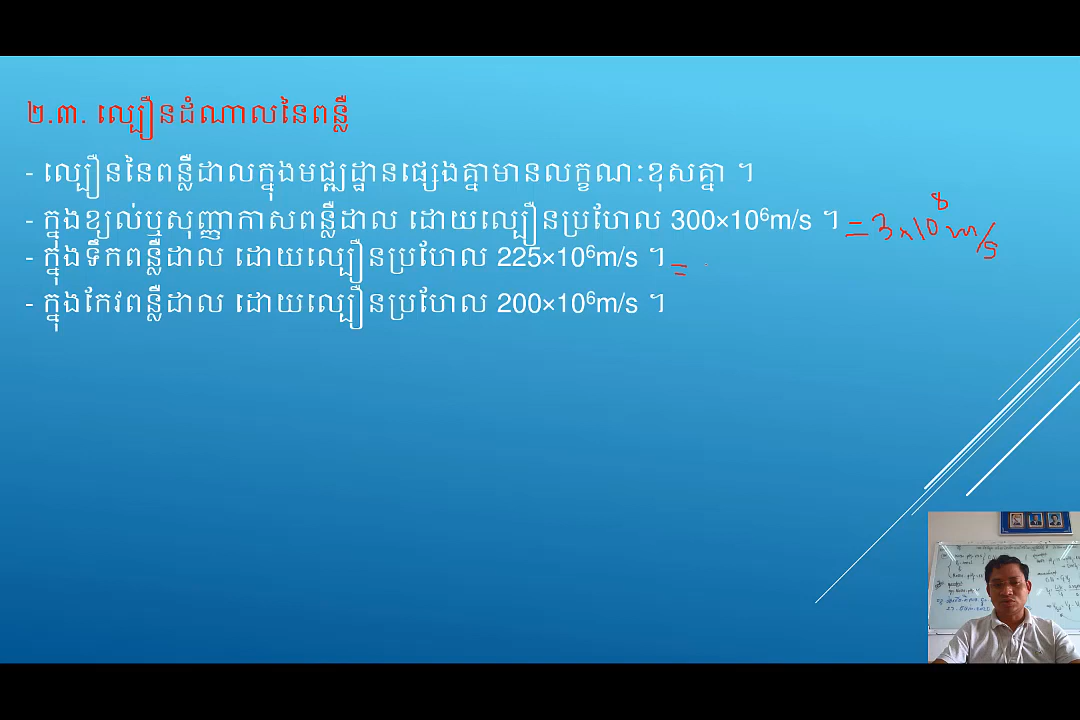 ២.៣. ល្បឿនដំណាលនៃពន្លឺ
- ល្បឿននៃពន្លឺដាលក្នុងមជ្ឈដ្ឋានផ្សេងគ្នាមានលក្ខណៈខុសគ្នា ។
- ក្នុងខ្យល់ឬសុញ្ញាកាសពន្លឺដាល ដោយល្បឿនប្រហែល 300×10⁶m/s ។ = 3×10⁸ m/s
- ក្នុងទឹកពន្លឺដាល ដោយល្បឿនប្រហែល 225×10⁶m/s ។ =
- ក្នុងកែវពន្លឺដាល ដោយល្បឿនប្រហែល 200×10⁶m/s ។